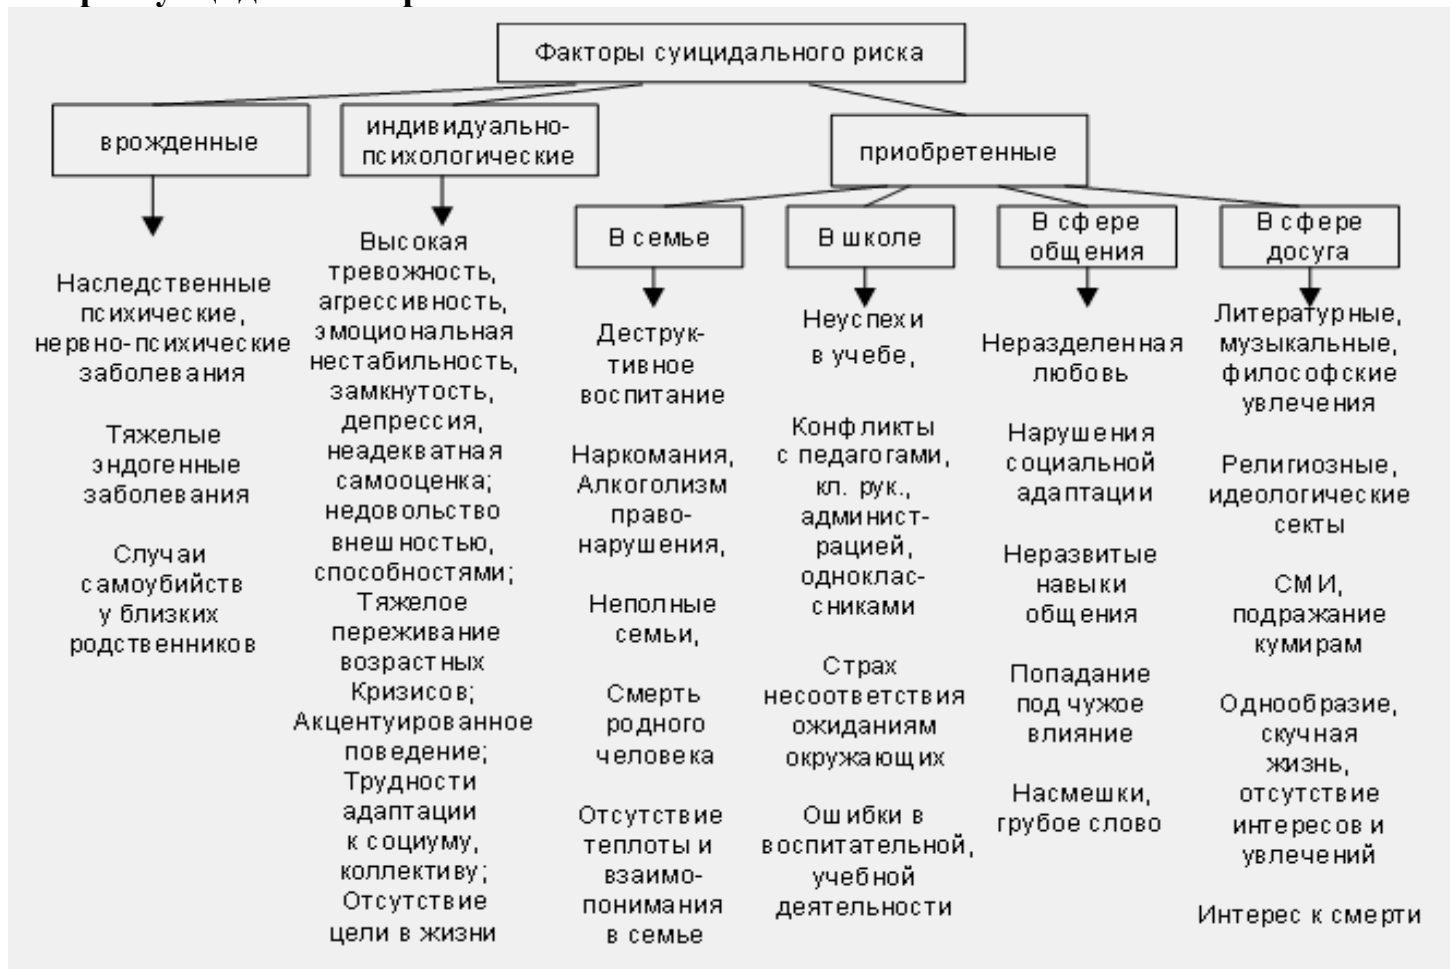 Факторы суицидального риска
врожденные
Наследственные
психические,
нервно-психические
заболевания
Тяжелые
эндогенные
заболевания
Случаи
самоубийств
у близких
родственников
индивидуально-
психологические
Высокая
тревожность,
агрессивность,
эмоциональная
нестабильность,
замкнутость,
депрессия,
неадекватная
самооценка;
недовольство
внешностью,
способностями;
Тяжелое
переживание
возрастных
Кризисов;
Акцентуированное
поведение;
Трудности
адаптации
к социуму,
коллективу;
Отсутствие
цели в жизни
приобретенные
В семье
Деструк-
тивное
воспитание
Наркомания,
Алкоголизм
право-
нарушения,
Неполные
семьи,
Смерть
родного
человека
Отсутствие
теплоты и
взаимо-
понимания
в семье
В школе
Неуспехи
в учебе,
Конфликты
с педагогами,
кл. рук.,
админист-
рацией,
однокла­с-
сниками
Страх
несоответствия
ожиданиям
окружающих
Ошибки в
воспитательной,
учебной
деятельности
В сфере
общения
Неразделенная
любовь
Нарушения
социальной
адаптации
Неразвитые
навыки
общения
Попадание
под чужое
влияние
Насмешки,
грубое слово
В сфере
досуга
Литературные,
музыкальные,
философские
увлечения
Религиозные,
идеологические
секты
СМИ,
подражание
кумирам
Однообразие,
скучная
жизнь,
отсутствие
интересов и
увлечений
Интерес к смерти